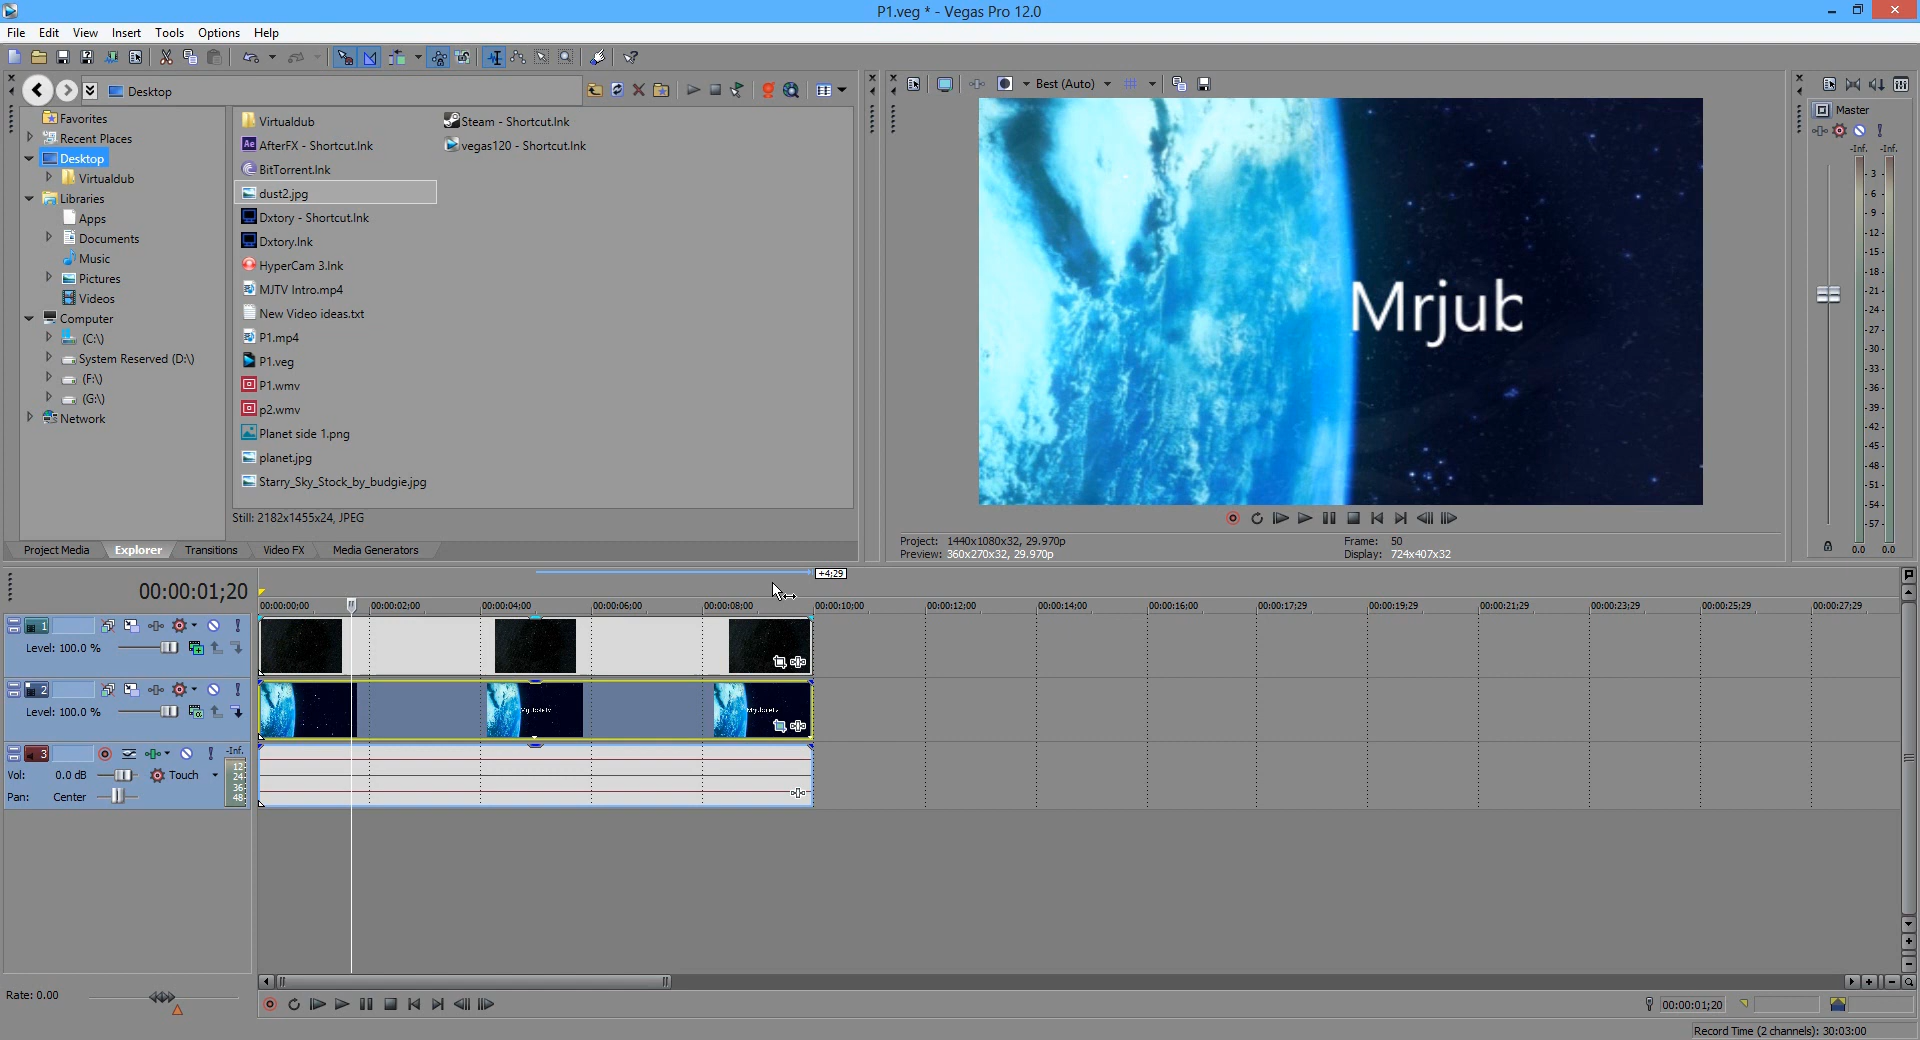 P1.veg * - Vegas Pro 12.0
File Edit View Insert Tools Options Help
Desktop
Best (Auto)
Favorites
Recent Places
Desktop
Virtualdub
Libraries
Apps
Documents
Music
Pictures
Videos
Computer
(C:\)
System Reserved (D:\)
(F:\)
(G:\)
Network
Virtualdub
AfterFX - Shortcut.lnk
BitTorrent.lnk
dust2.jpg
Dxtory - Shortcut.lnk
Dxtory.lnk
HyperCam 3.lnk
MJTV Intro.mp4
New Video ideas.txt
P1.mp4
P1.veg
P1.wmv
p2.wmv
Planet side 1.png
planet.jpg
Starry_Sky_Stock_by_budgie.jpg
Steam - Shortcut.lnk
vegas120 - Shortcut.lnk
Still: 2182x1455x24, JPEG
Project Media Explorer Transitions Video FX Media Generators
Mrjub
Project: 1440x1080x32, 29.970p
Preview: 360x270x32, 29.970p
Frame: 50
Display: 724x407x32
Master
-Inf. -Inf.
- 3 -
- 6 -
- 9 -
- 12 -
- 15 -
- 18 -
- 21 -
- 24 -
- 27 -
- 30 -
- 33 -
- 36 -
- 39 -
- 42 -
- 45 -
- 48 -
- 51 -
- 54 -
- 57 -
0.0 0.0
00:00:01;20
+4;29
00:00:00;00 00:00:02;00 00:00:04;00 00:00:06;00 00:00:08;00 00:00:10;00 00:00:12;00 00:00:14;00 00:00:16;00 00:00:17;29 00:00:19;29 00:00:21;29 00:00:23;29 00:00:25;29 00:00:27;29
1
Level: 100.0 %
2
Level: 100.0 %
3
-Inf.
Vol: 0.0 dB Touch
Pan: Center
12
24
36
48
Rate: 0.00
00:00:01;20
Record Time (2 channels): 30:03:00